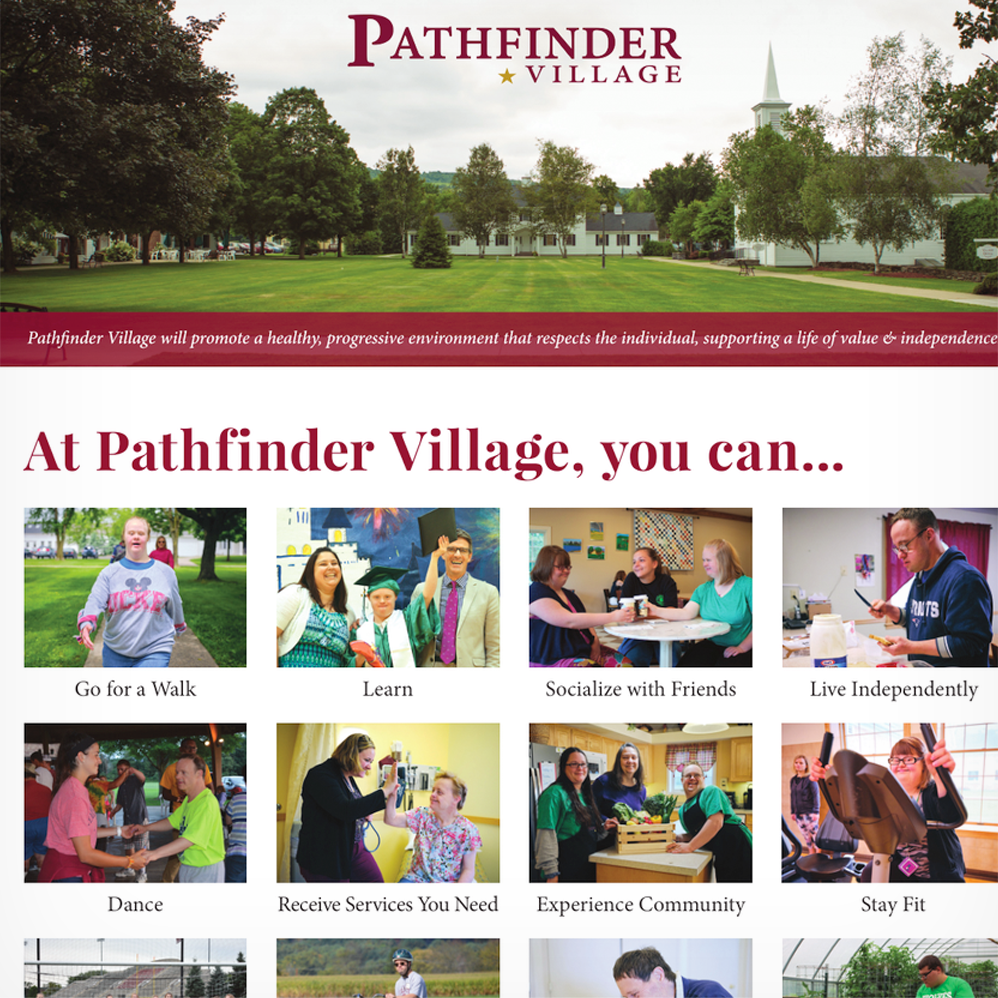 PATHFINDER
VILLAGE
Pathfinder Village will promote a healthy, progressive environment that respects the individual, supporting a life of value & independence
At Pathfinder Village, you can...
Go for a Walk
Learn
Socialize with Friends
Live Independently
Dance
Receive Services You Need
Experience Community
Stay Fit